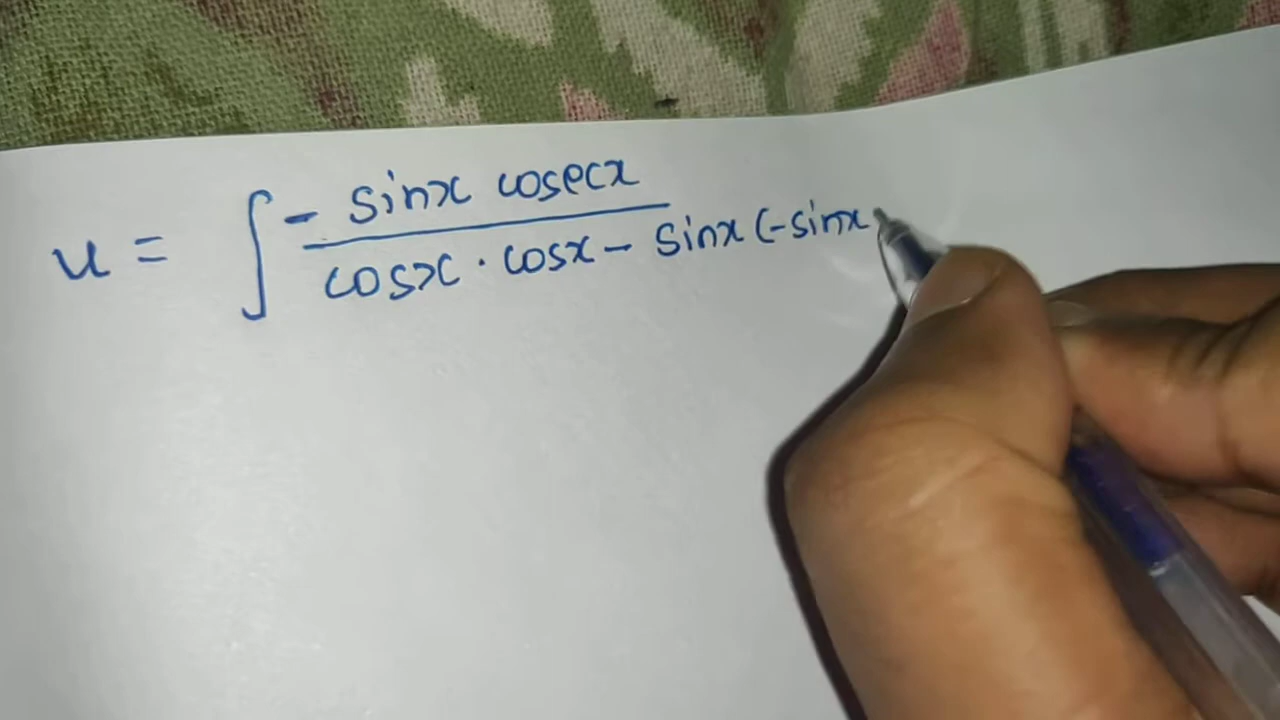 u = ∫ - sinx cosecx / cosx · cosx - sinx (-sinx